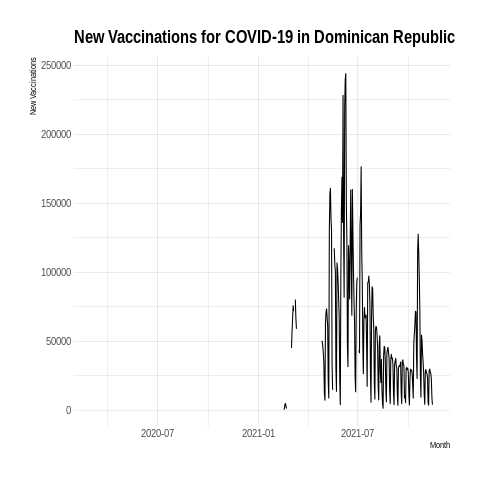 New Vaccinations for COVID-19 in Dominican Republic
New Vaccinations
250000
200000
150000
100000
50000
0
2020-07 2021-01 2021-07
Month